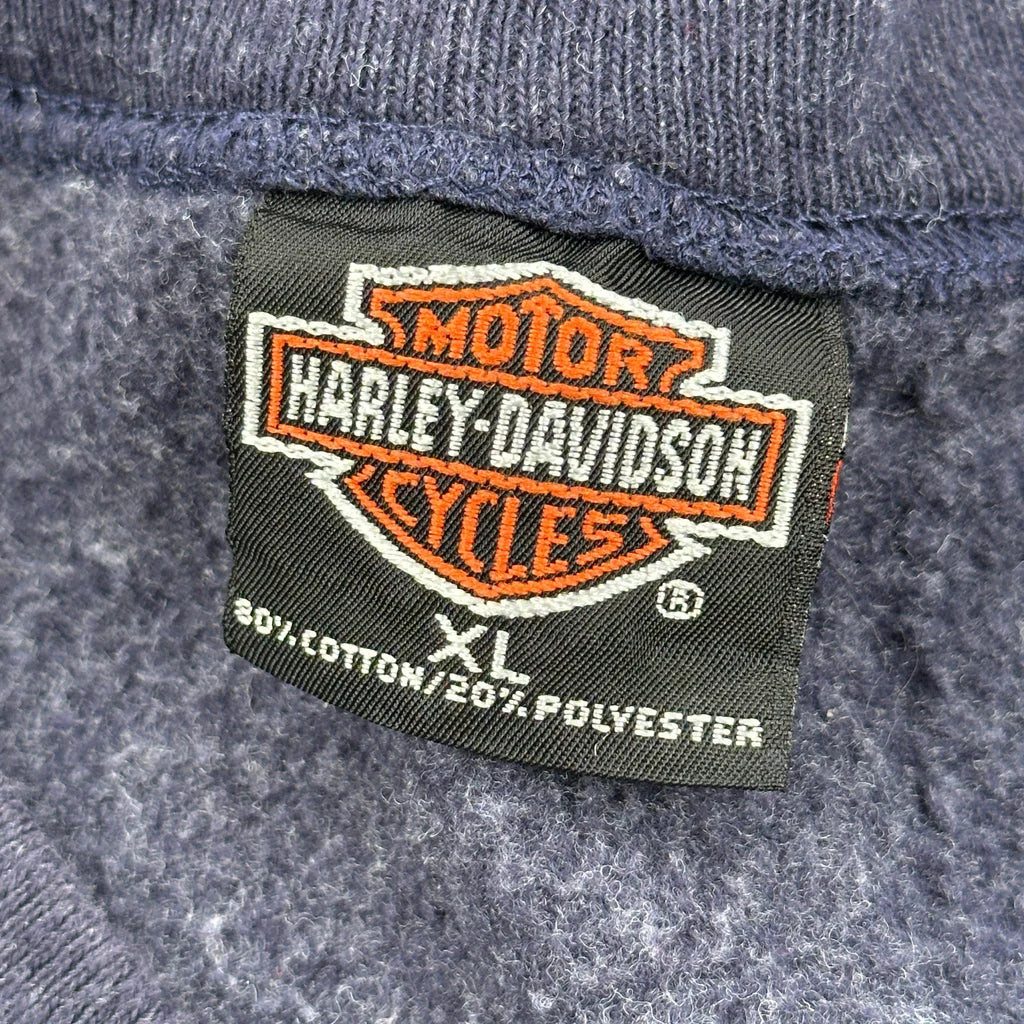 MOTOR
HARLEY-DAVIDSON
CYCLES
®
XL
80% COTTON/20% POLYESTER